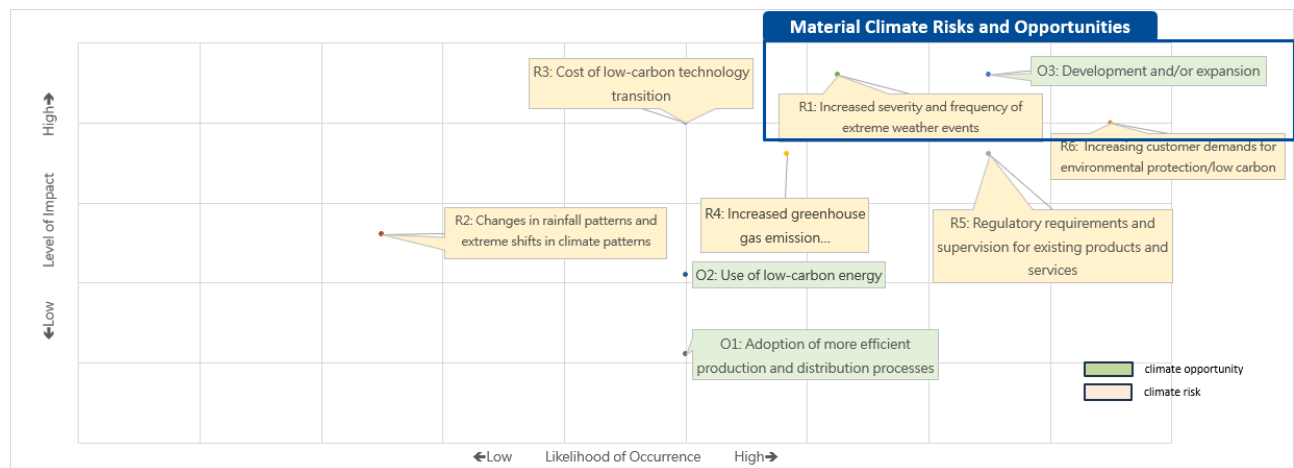 Material Climate Risks and Opportunities
R3: Cost of low-carbon technology
transition
O3: Development and/or expansion
R1: Increased severity and frequency of
extreme weather events
R6: Increasing customer demands for
environmental protection/low carbon
R4: Increased greenhouse
gas emission...
R2: Changes in rainfall patterns and
extreme shifts in climate patterns
R5: Regulatory requirements and
supervision for existing products and
services
O2: Use of low-carbon energy
O1: Adoption of more efficient
production and distribution processes
climate opportunity
climate risk
←Low Level of Impact High→
←Low Likelihood of Occurrence High→